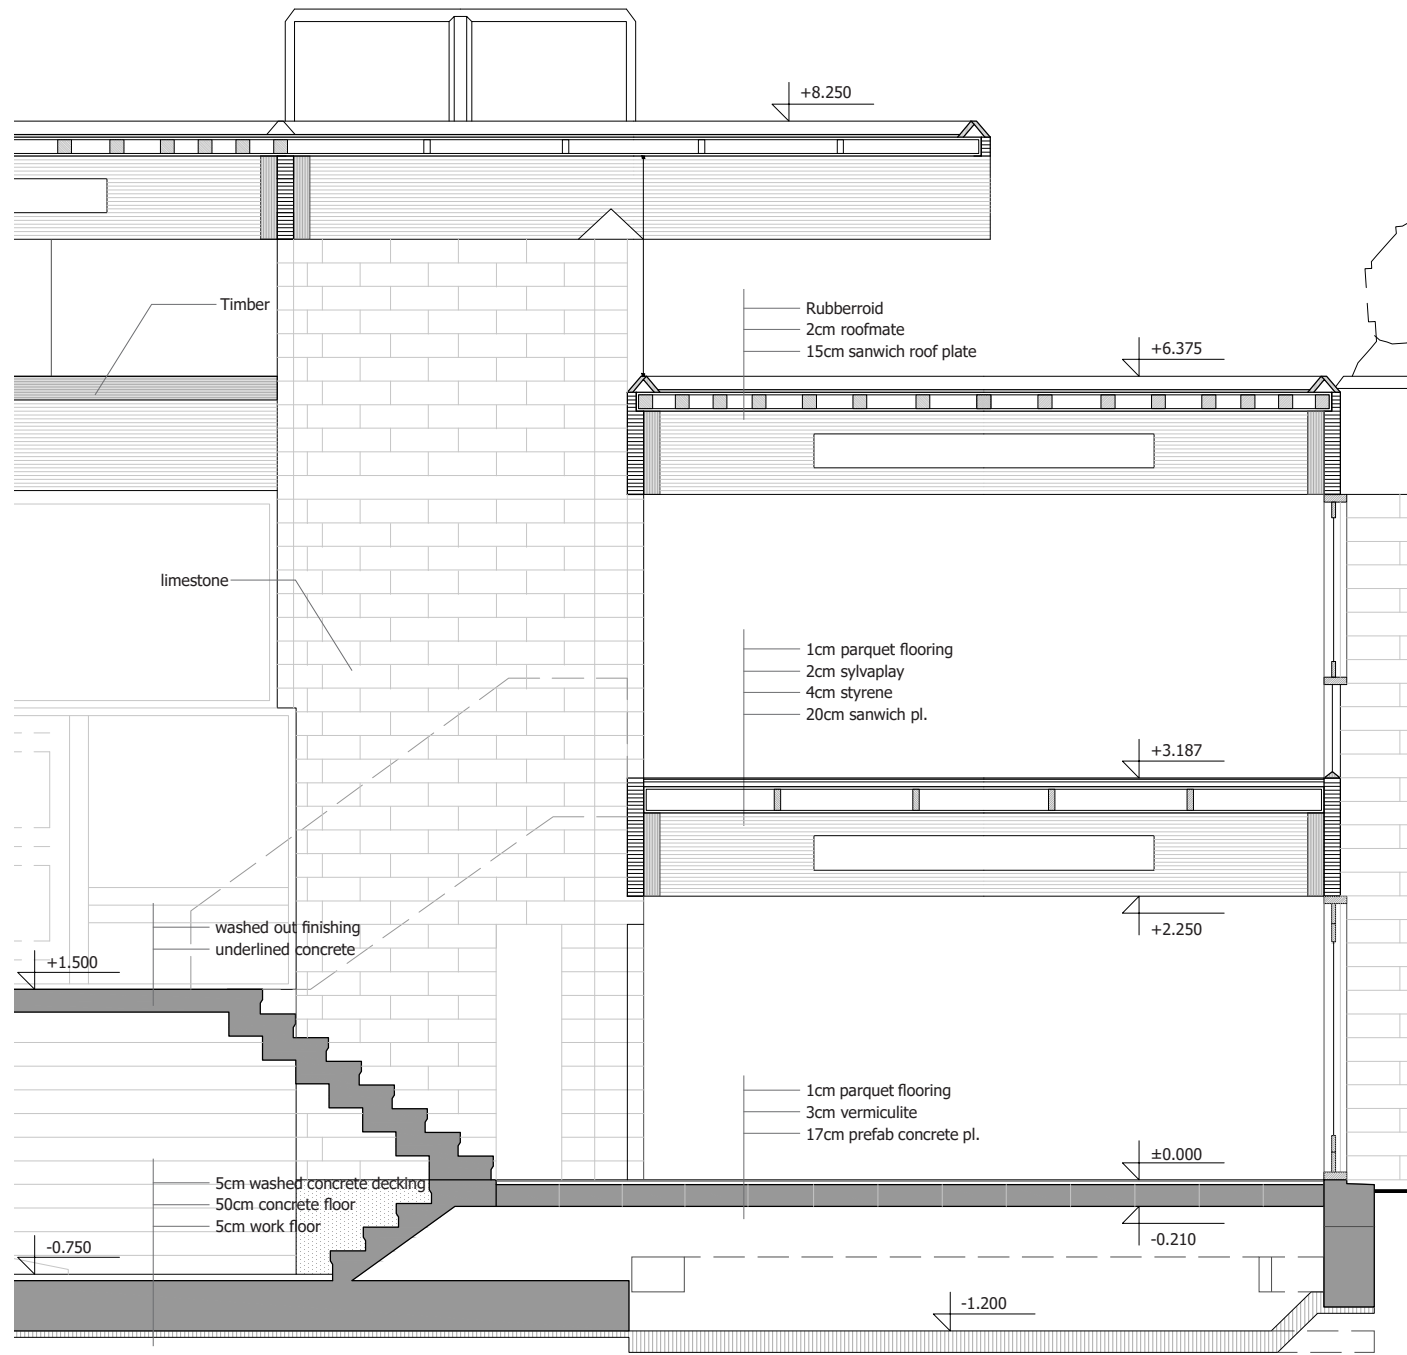 +8.250
Timber
Rubberroid
2cm roofmate
15cm sanwich roof plate
+6.375
limestone
1cm parquet flooring
2cm sylvaplay
4cm styrene
20cm sanwich pl.
+3.187
washed out finishing
underlined concrete
+2.250
+1.500
1cm parquet flooring
3cm vermiculite
17cm prefab concrete pl.
±0.000
5cm washed concrete decking
50cm concrete floor
5cm work floor
-0.210
-0.750
-1.200